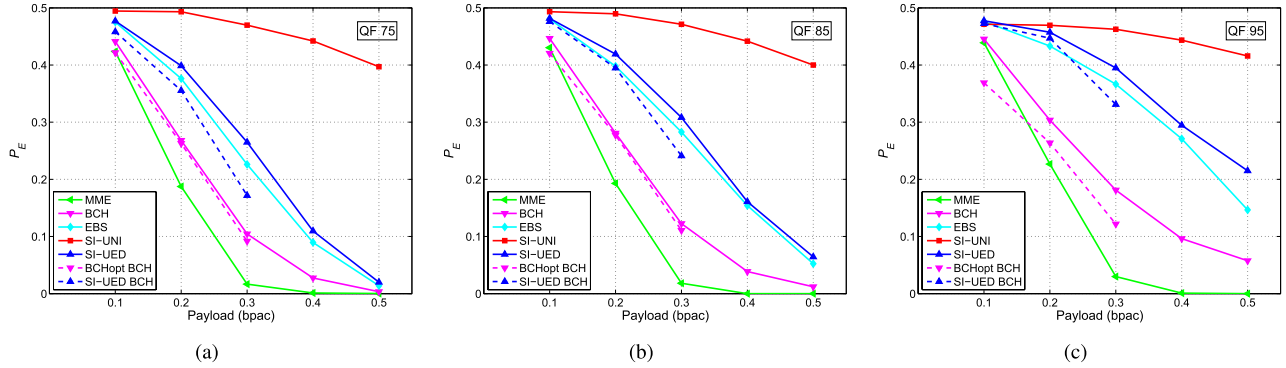 0.5
0.4
0.3
0.2
0.1
0
P_E
QF 75
MME
BCH
EBS
SI-UNI
SI-UED
BCHopt BCH
SI-UED BCH
0.1 0.2 0.3 0.4 0.5
Payload (bpac)
(a)
0.5
0.4
0.3
0.2
0.1
0
P_E
QF 85
MME
BCH
EBS
SI-UNI
SI-UED
BCHopt BCH
SI-UED BCH
0.1 0.2 0.3 0.4 0.5
Payload (bpac)
(b)
0.5
0.4
0.3
0.2
0.1
0
P_E
QF 95
MME
BCH
EBS
SI-UNI
SI-UED
BCHopt BCH
SI-UED BCH
0.1 0.2 0.3 0.4 0.5
Payload (bpac)
(c)